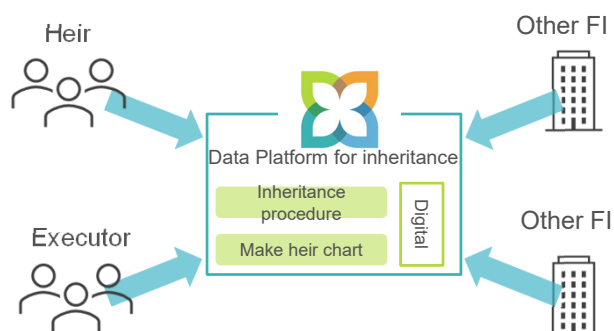 Heir
Other FI
Data Platform for inheritance
Inheritance
procedure
Digital
Make heir chart
Executor
Other FI